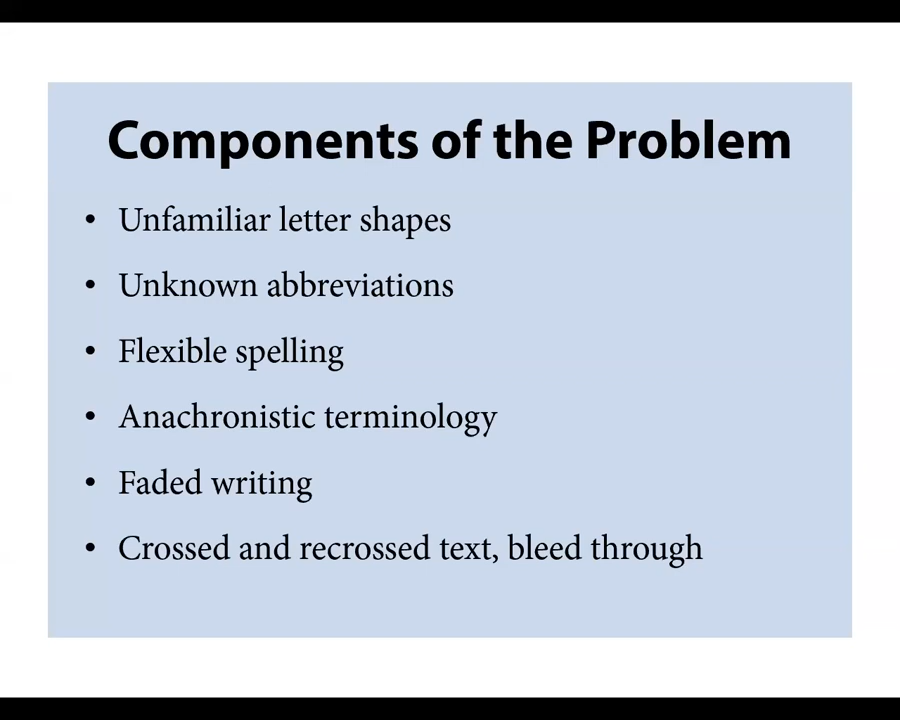 Components of the Problem
• Unfamiliar letter shapes
• Unknown abbreviations
• Flexible spelling
• Anachronistic terminology
• Faded writing
• Crossed and recrossed text, bleed through